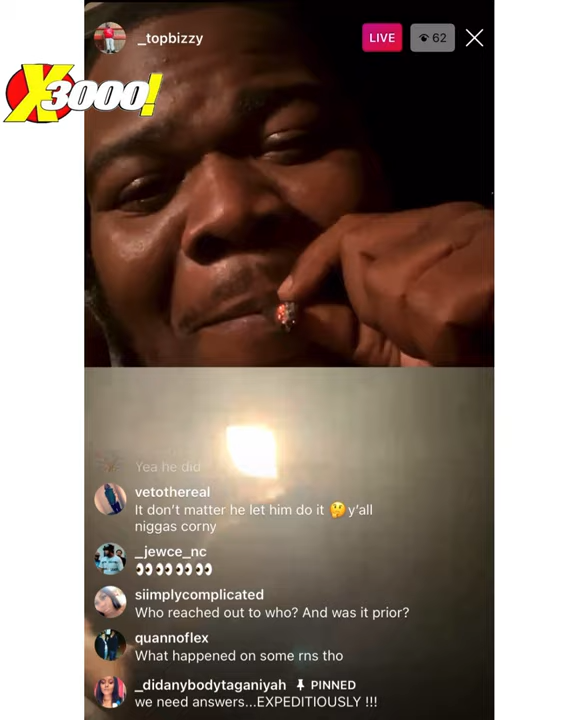 _topbizzy
LIVE
62
X3000!
Yea he did
vetothereal
It don't matter he let him do it 🤔 y'all
niggas corny
_jewce_nc
👀👀👀👀👀👀👀
siimplycomplicated
Who reached out to who? And was it prior?
quannoflex
What happened on some rns tho
_didanybodytaganiyah 📌 PINNED
we need answers...EXPEDITIOUSLY !!!